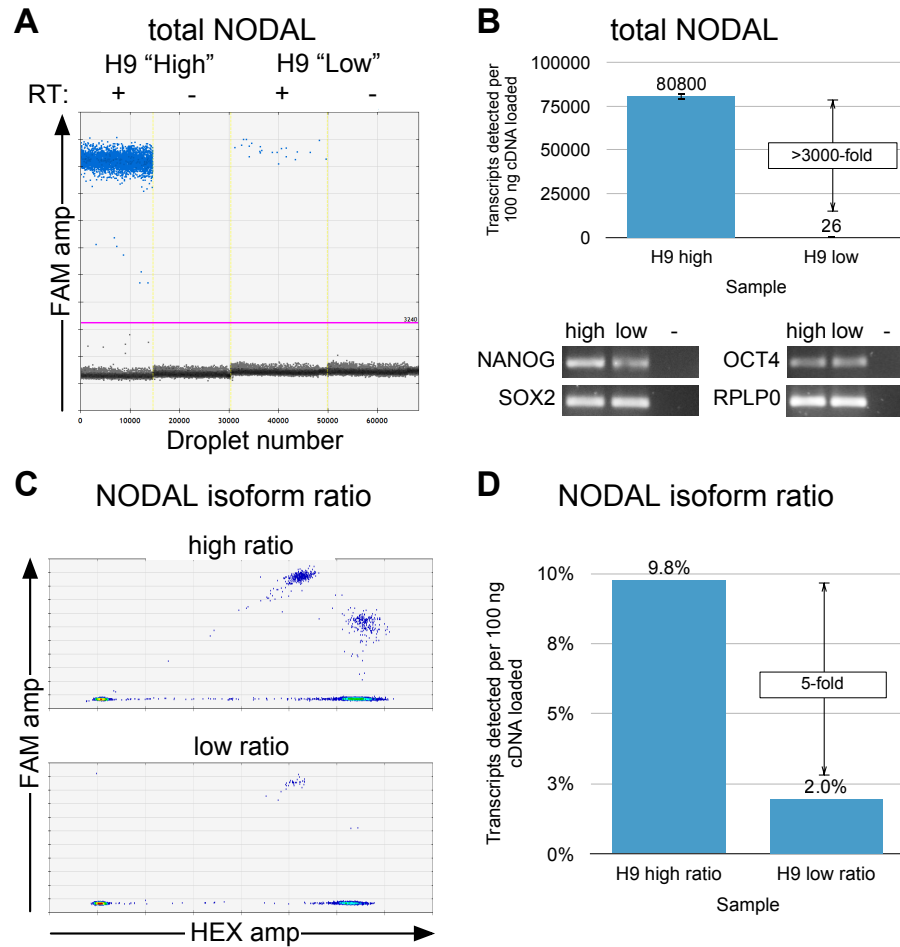 A
total NODAL
H9 “High”
H9 “Low”
RT:
+
-
+
-
FAM amp
3240
0
10000
20000
30000
40000
50000
60000
Droplet number
B
total NODAL
Transcripts detected per
100 ng cDNA loaded
100000
75000
50000
25000
0
80800
>3000-fold
26
H9 high
H9 low
Sample
high
low
-
NANOG
SOX2
high
low
-
OCT4
RPLP0
C
NODAL isoform ratio
high ratio
low ratio
FAM amp
HEX amp
D
NODAL isoform ratio
Transcripts detected per 100 ng
cDNA loaded
10%
8%
5%
3%
0%
9.8%
5-fold
2.0%
H9 high ratio
H9 low ratio
Sample